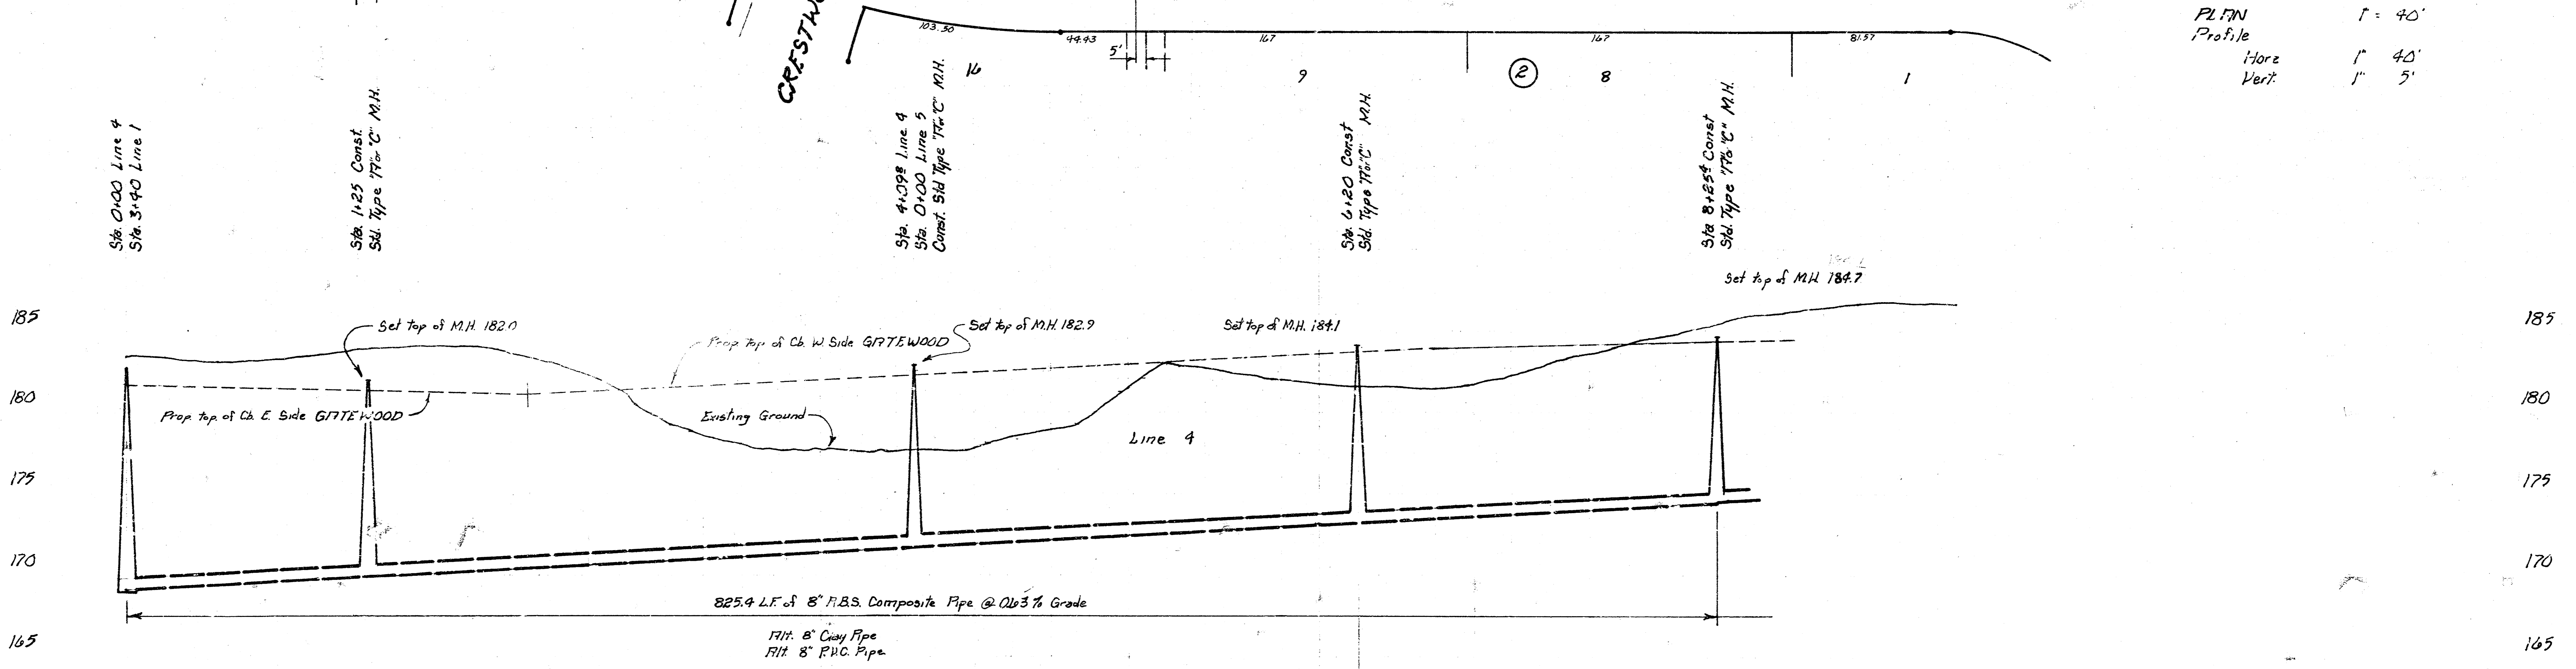 PLAN 1" = 40'
Profile
Horz 1" 40'
Vert. 1" 5'
103.50
44.43
167
167
81.57
5'
16
9
2
8
1
Sta. 0+00 Line 4
Sta. 3+40 Line 1
Sta. 1+25 Const.
Std. Type "A" or "C" M.H.
Sta. 4+09.8 Line 4
Sta. 0+00 Line 5
Const. Std Type "A" or "C" M.H.
Sta. 6+20 Const
Std. Type "A" or "C" M.H.
Sta 8+25.4 Const
Std. Type "A" or "C" M.H.
Set top of M.H. 184.7
185
Set top of M.H. 182.0
Prop. top of Cb. W. Side GATEWOOD
Set top of M.H. 182.9
Set top of M.H. 184.1
185
180
Prop. top of Cb. E. Side GATEWOOD
Existing Ground
Line 4
180
175
175
170
170
825.4 L.F. of 8" A.B.S. Composite Pipe @ 0.63% Grade
165
Alt. 8" Clay Pipe
Alt. 8" P.V.C. Pipe
165